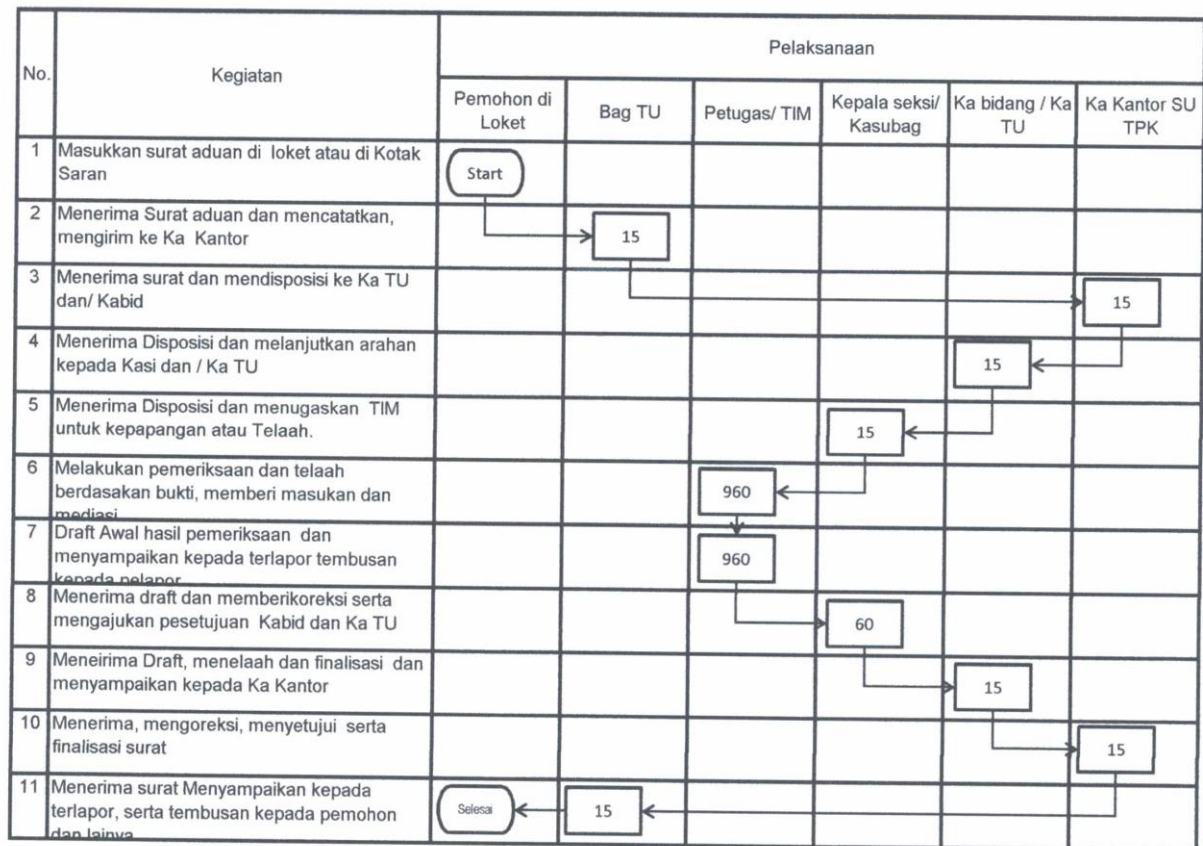 No.
Kegiatan
Pelaksanaan
Pemohon di
Loket
Bag TU
Petugas/ TIM
Kepala seksi/
Kasubag
Ka bidang / Ka
TU
Ka Kantor SU
TPK
1
Masukkan surat aduan di loket atau di Kotak
Saran
Start
2
Menerima Surat aduan dan mencatatkan,
mengirim ke Ka Kantor
15
3
Menerima surat dan mendisposisi ke Ka TU
dan/ Kabid
15
4
Menerima Disposisi dan melanjutkan arahan
kepada Kasi dan / Ka TU
15
5
Menerima Disposisi dan menugaskan TIM
untuk kepapangan atau Telaah.
15
6
Melakukan pemeriksaan dan telaah
berdasakan bukti, memberi masukan dan
mediasi
960
7
Draft Awal hasil pemeriksaan dan
menyampaikan kepada terlapor tembusan
kepada pelapor
960
8
Menerima draft dan memberikoreksi serta
mengajukan pesetujuan Kabid dan Ka TU
60
9
Meneirima Draft, menelaah dan finalisasi dan
menyampaikan kepada Ka Kantor
15
10
Menerima, mengoreksi, menyetujui serta
finalisasi surat
15
11
Menerima surat Menyampaikan kepada
terlapor, serta tembusan kepada pemohon
dan lainya
Selesai
15